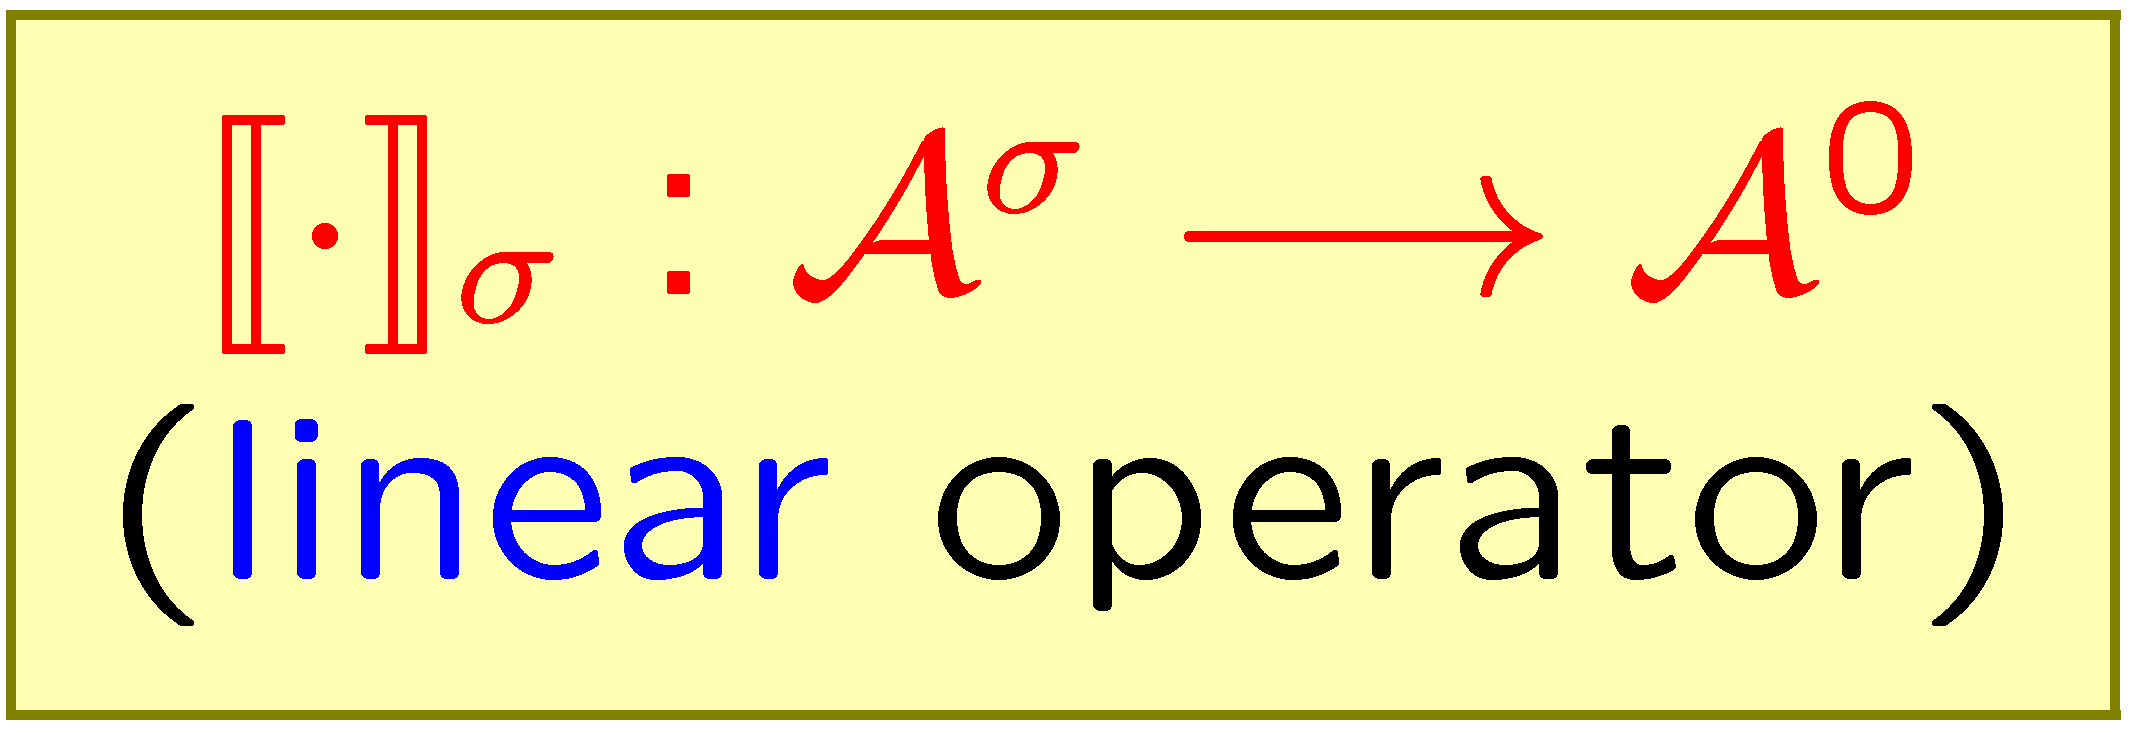 ⟦·⟧_σ : 𝒜^σ ⟶ 𝒜^0
(linear operator)